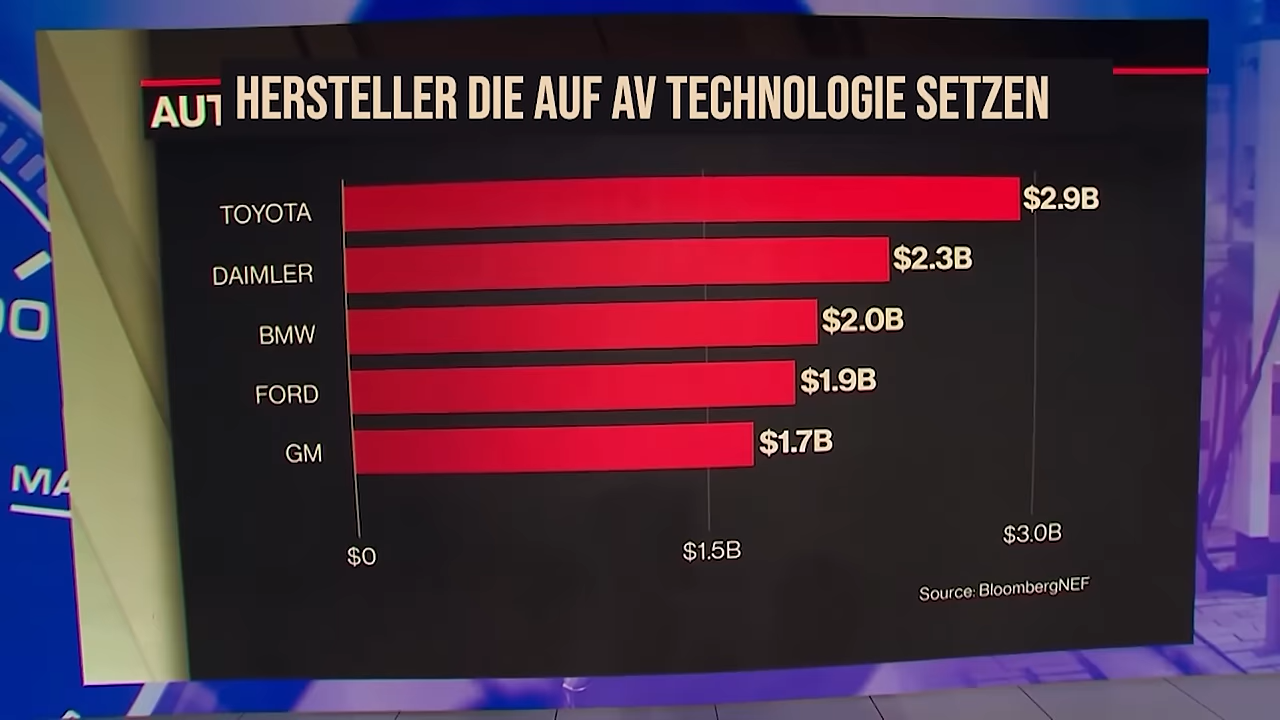 HERSTELLER DIE AUF AV TECHNOLOGIE SETZEN
TOYOTA $2.9B
DAIMLER $2.3B
BMW $2.0B
FORD $1.9B
GM $1.7B
$0 $1.5B $3.0B
Source: BloombergNEF